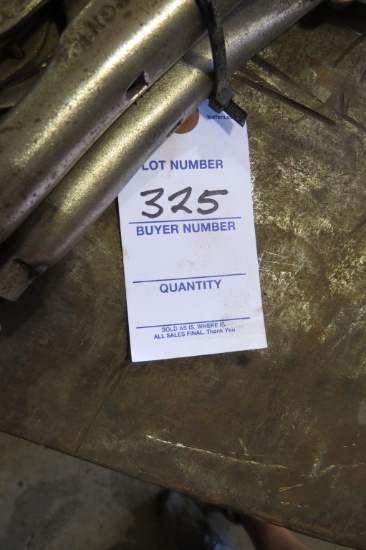 LOT NUMBER
325
BUYER NUMBER
QUANTITY
SOLD AS IS, WHERE IS.
ALL SALES FINAL. Thank You